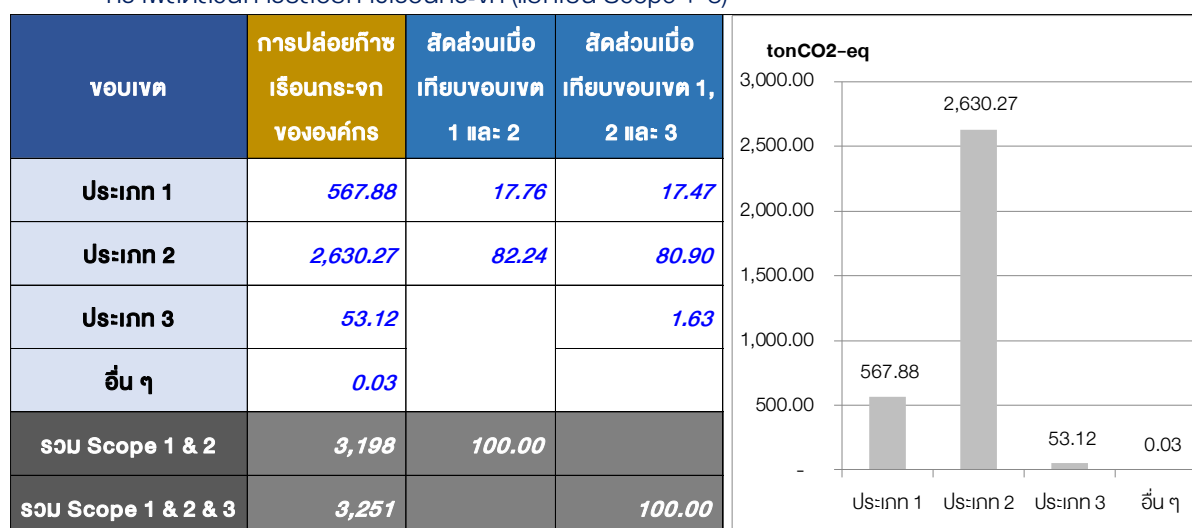 (แยกเป็น Scope 1-3)
ขอบเขต
การปล่อยก๊าซ
เรือนกระจก
ขององค์กร
สัดส่วนเมื่อ
เทียบขอบเขต
1 และ 2
สัดส่วนเมื่อ
เทียบขอบเขต 1,
2 และ 3
ประเภท 1 567.88 17.76 17.47
ประเภท 2 2,630.27 82.24 80.90
ประเภท 3 53.12 1.63
อื่น ๆ 0.03
รวม Scope 1 & 2 3,198 100.00
รวม Scope 1 & 2 & 3 3,251 100.00
tonCO2-eq
3,000.00
2,500.00
2,000.00
1,500.00
1,000.00
500.00
-
567.88
2,630.27
53.12
0.03
ประเภท 1 ประเภท 2 ประเภท 3 อื่น ๆ